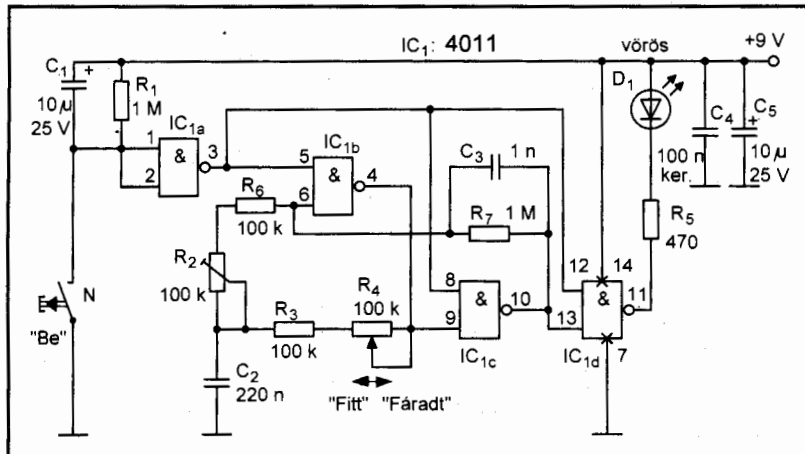 IC1: 4011
vörös
+9 V
C1
+
10 µ
25 V
R1
1 M
1
2
IC1a
&
3
5
6
IC1b
&
4
C3
1 n
R7
1 M
R6
100 k
R2
100 k
R3
100 k
R4
100 k
N
"Be"
C2
220 n
"Fitt"
"Fáradt"
8
9
&
10
IC1c
12
14
13
&
11
IC1d
7
D1
R5
470
C4
100 n
ker.
C5
+
10 µ
25 V